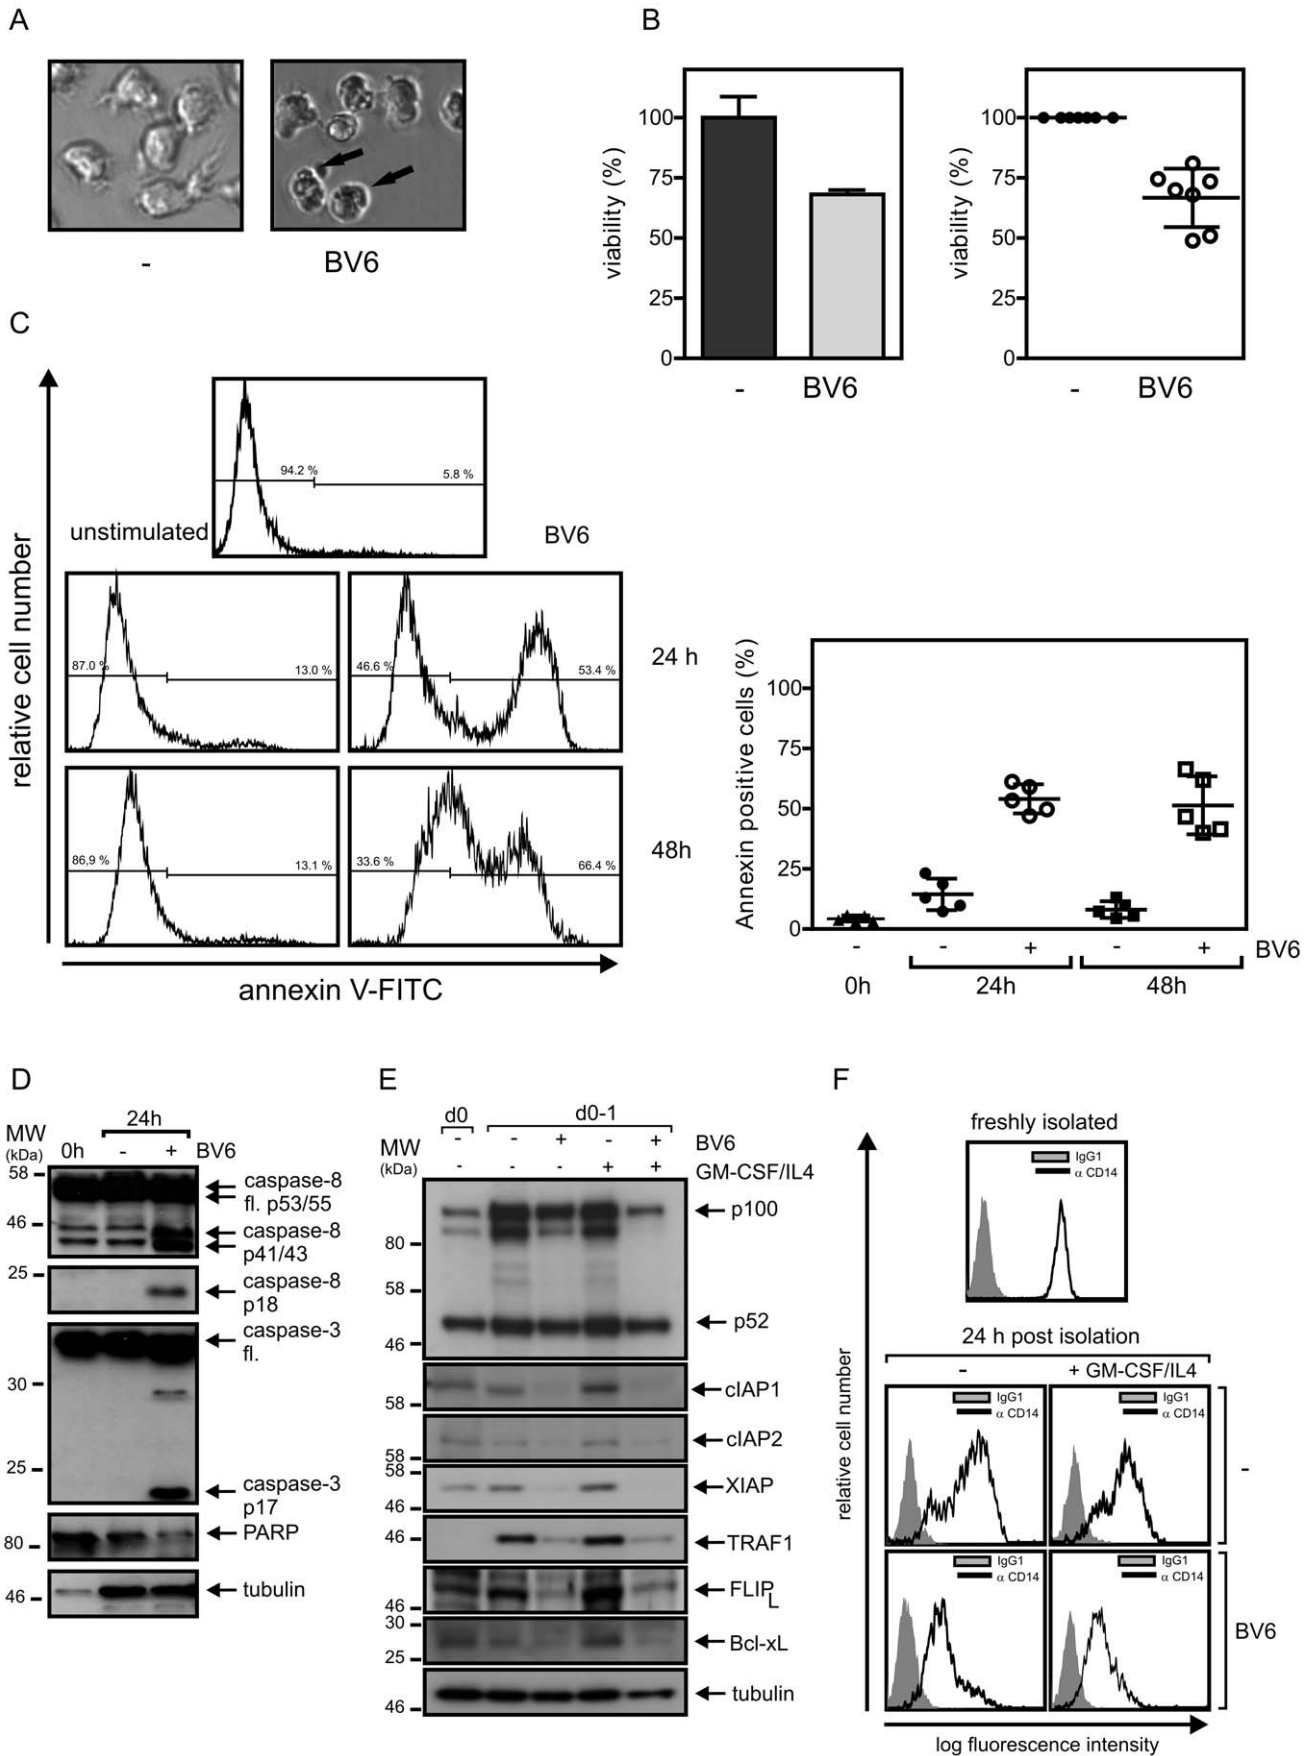 A
-
BV6
B
viability (%)
100
75
50
25
0
-
BV6
viability (%)
100
75
50
25
0
-
BV6
C
relative cell number
94.2 %
5.8 %
unstimulated
BV6
87.0 %
13.0 %
46.6 %
53.4 %
24 h
86,9 %
13.1 %
33.6 %
66.4 %
48h
annexin V-FITC
Annexin positive cells (%)
100
75
50
25
0
- - + - + BV6
0h 24h 48h
D
24h
MW
(kDa)
0h - + BV6
58
caspase-8
fl. p53/55
46
caspase-8
p41/43
25
caspase-8
p18
caspase-3
fl.
30
25
caspase-3
p17
80
PARP
46
tubulin
E
d0 d0-1
MW
(kDa)
- - + - + BV6
- - - + + GM-CSF/IL4
p100
80
58
p52
46
cIAP1
58
cIAP2
58
58
XIAP
46
46
TRAF1
FLIPL
46
30
Bcl-xL
25
tubulin
46
F
freshly isolated
IgG1
α CD14
24 h post isolation
- + GM-CSF/IL4
relative cell number
IgG1
α CD14
IgG1
α CD14
-
IgG1
α CD14
IgG1
α CD14
BV6
log fluorescence intensity